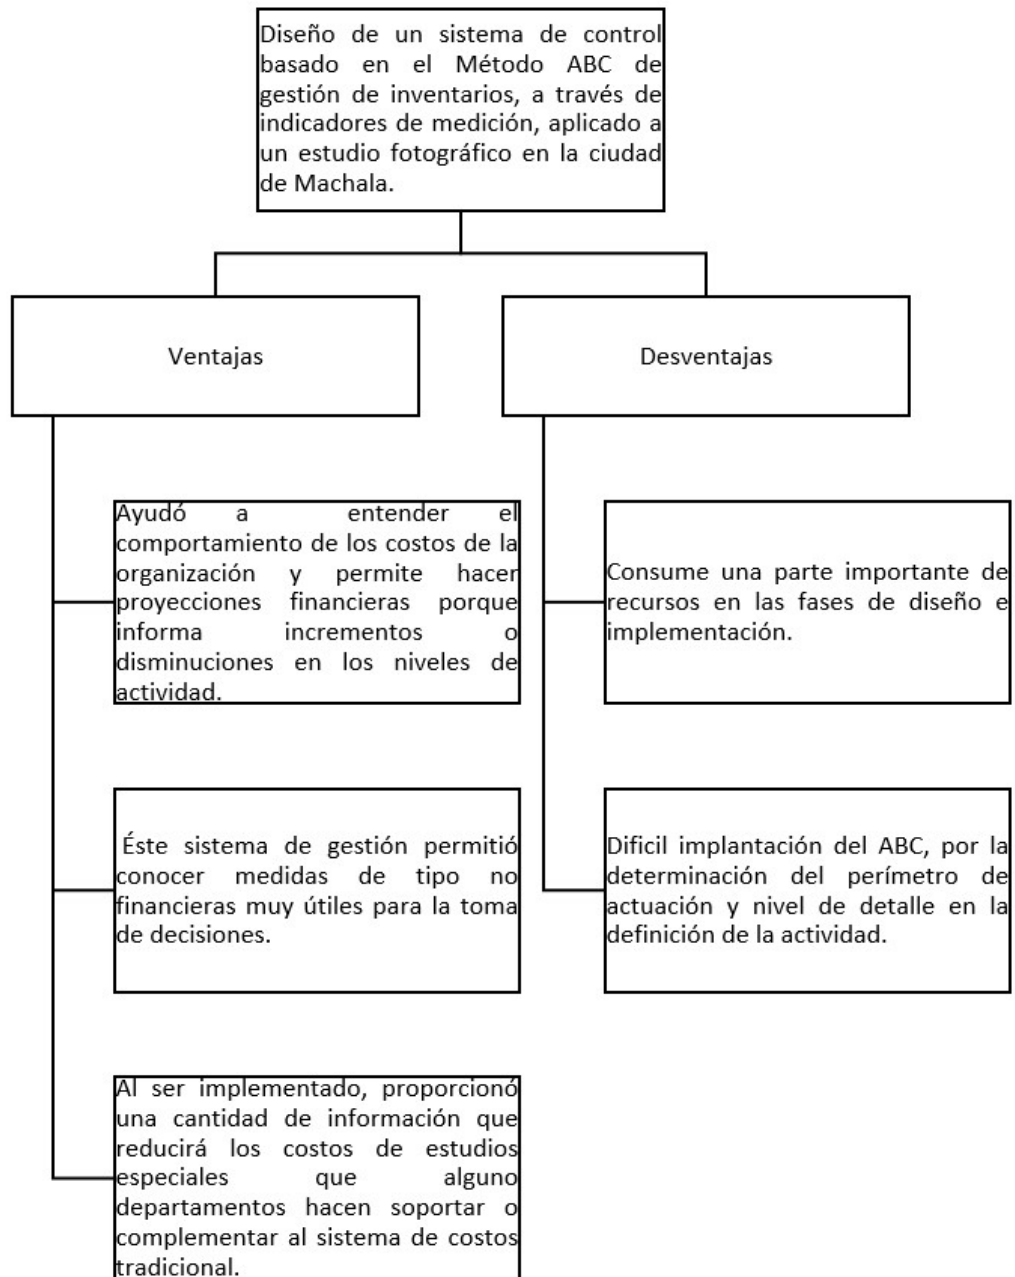 Diseño de un sistema de control
basado en el Método ABC de
gestión de inventarios, a través de
indicadores de medición, aplicado a
un estudio fotográfico en la ciudad
de Machala.
Ventajas
Desventajas
Ayudó a entender el
comportamiento de los costos de la
organización y permite hacer
proyecciones financieras porque
informa incrementos o
disminuciones en los niveles de
actividad.
Consume una parte importante de
recursos en las fases de diseño e
implementación.
Éste sistema de gestión permitió
conocer medidas de tipo no
financieras muy útiles para la toma
de decisiones.
Dificil implantación del ABC, por la
determinación del perímetro de
actuación y nivel de detalle en la
definición de la actividad.
Al ser implementado, proporcionó
una cantidad de información que
reducirá los costos de estudios
especiales que alguno
departamentos hacen soportar o
complementar al sistema de costos
tradicional.